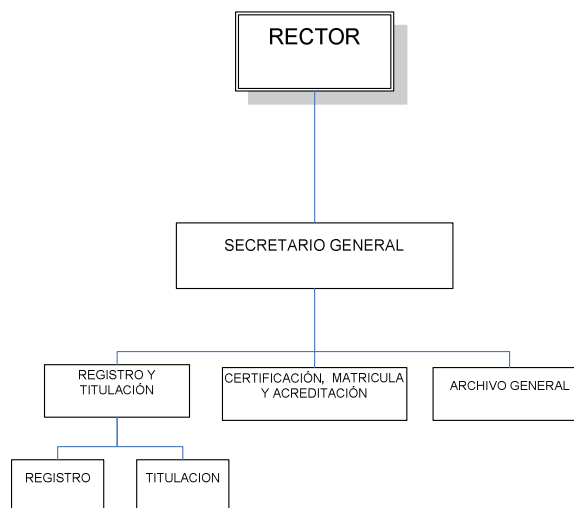 RECTOR
SECRETARIO GENERAL
REGISTRO Y
TITULACIÓN
CERTIFICACIÓN, MATRICULA
Y ACREDITACIÓN
ARCHIVO GENERAL
REGISTRO
TITULACION